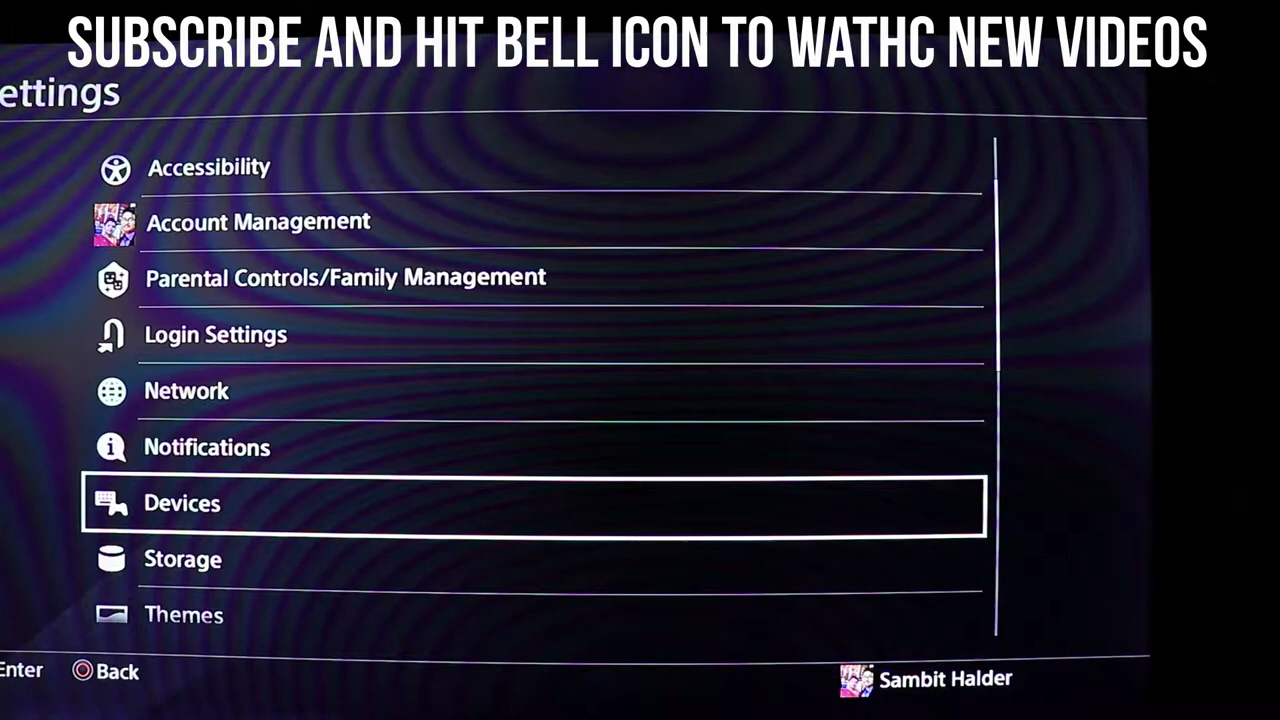 SUBSCRIBE AND HIT BELL ICON TO WATHC NEW VIDEOS
ettings
Accessibility
Account Management
Parental Controls/Family Management
Login Settings
Network
Notifications
Devices
Storage
Themes
Enter Back
Sambit Halder